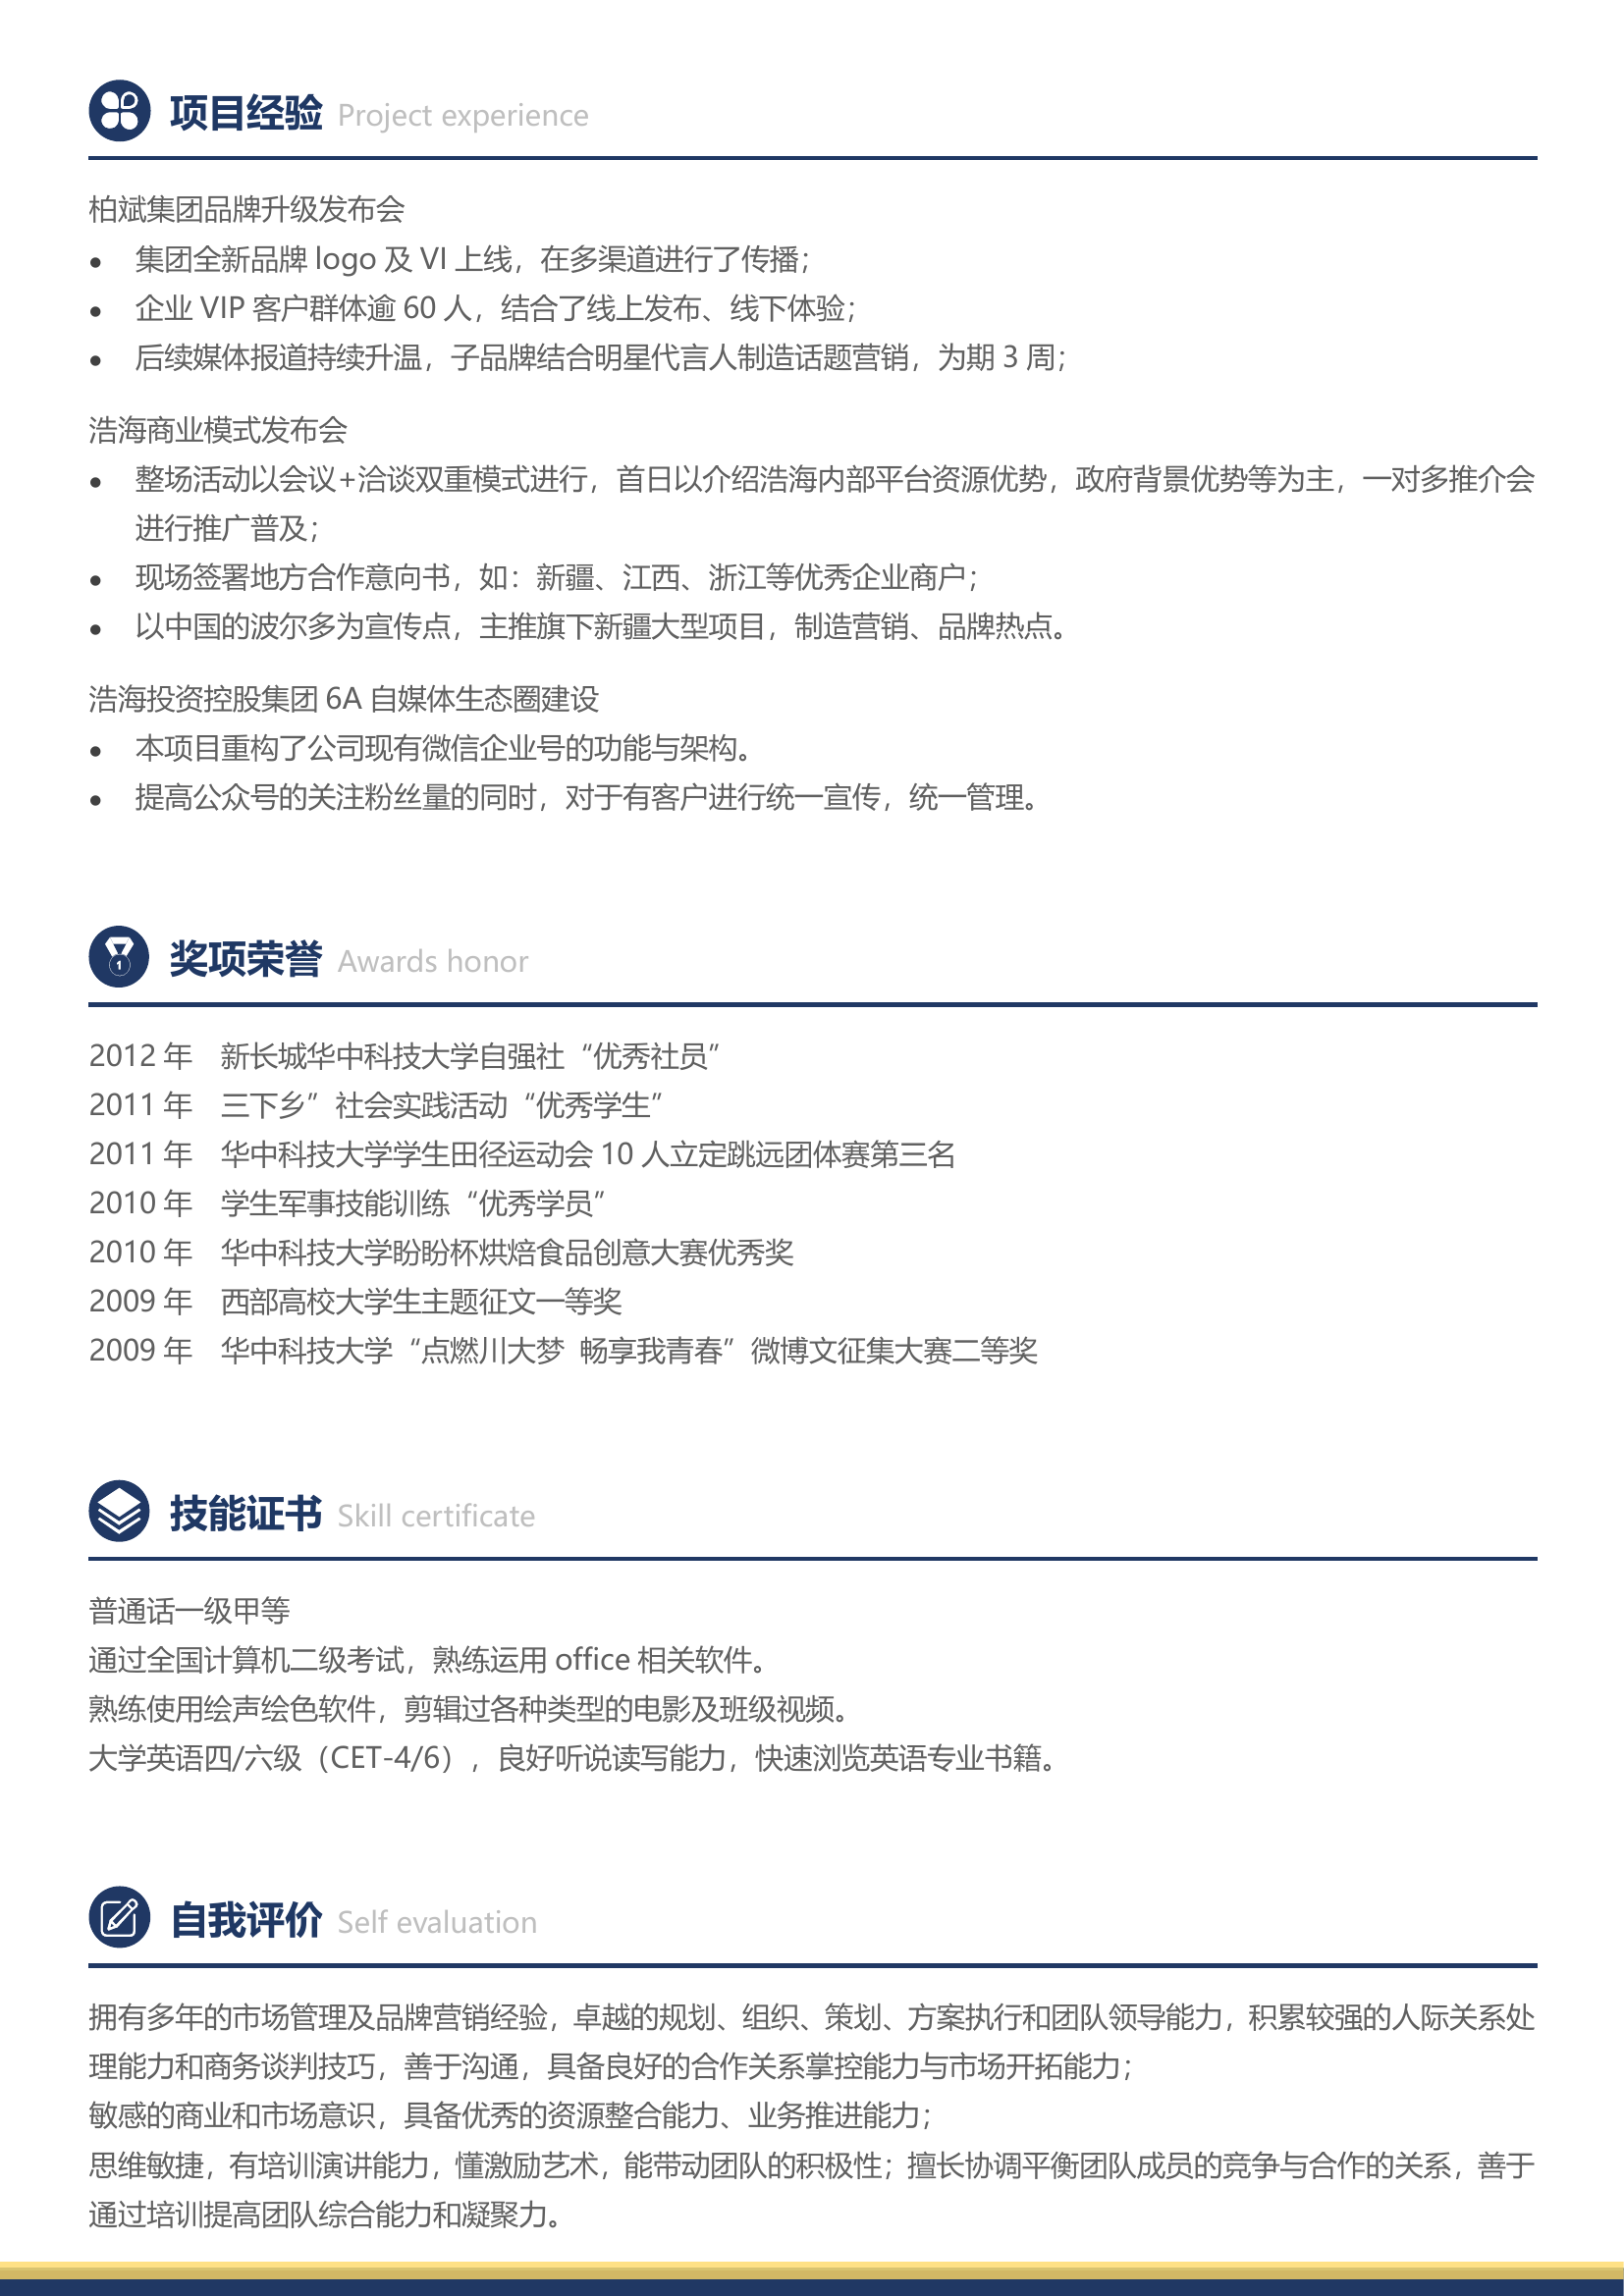 项目经验 Project experience
柏斌集团品牌升级发布会
● 集团全新品牌 logo 及 VI 上线，在多渠道进行了传播；
● 企业 VIP 客户群体逾 60 人，结合了线上发布、线下体验；
● 后续媒体报道持续升温，子品牌结合明星代言人制造话题营销，为期 3 周；
浩海商业模式发布会
● 整场活动以会议+洽谈双重模式进行，首日以介绍浩海内部平台资源优势，政府背景优势等为主，一对多推介会
进行推广普及；
● 现场签署地方合作意向书，如：新疆、江西、浙江等优秀企业商户；
● 以中国的波尔多为宣传点，主推旗下新疆大型项目，制造营销、品牌热点。
浩海投资控股集团 6A 自媒体生态圈建设
● 本项目重构了公司现有微信企业号的功能与架构。
● 提高公众号的关注粉丝量的同时，对于有客户进行统一宣传，统一管理。
奖项荣誉 Awards honor
2012 年 新长城华中科技大学自强社“优秀社员”
2011 年 三下乡”社会实践活动“优秀学生”
2011 年 华中科技大学学生田径运动会 10 人立定跳远团体赛第三名
2010 年 学生军事技能训练“优秀学员”
2010 年 华中科技大学盼盼杯烘焙食品创意大赛优秀奖
2009 年 西部高校大学生主题征文一等奖
2009 年 华中科技大学“点燃川大梦 畅享我青春”微博文征集大赛二等奖
技能证书 Skill certificate
普通话一级甲等
通过全国计算机二级考试，熟练运用 office 相关软件。
熟练使用绘声绘色软件，剪辑过各种类型的电影及班级视频。
大学英语四/六级（CET-4/6），良好听说读写能力，快速浏览英语专业书籍。
自我评价 Self evaluation
拥有多年的市场管理及品牌营销经验，卓越的规划、组织、策划、方案执行和团队领导能力，积累较强的人际关系处
理能力和商务谈判技巧，善于沟通，具备良好的合作关系掌控能力与市场开拓能力；
敏感的商业和市场意识，具备优秀的资源整合能力、业务推进能力；
思维敏捷，有培训演讲能力，懂激励艺术，能带动团队的积极性；擅长协调平衡团队成员的竞争与合作的关系，善于
通过培训提高团队综合能力和凝聚力。